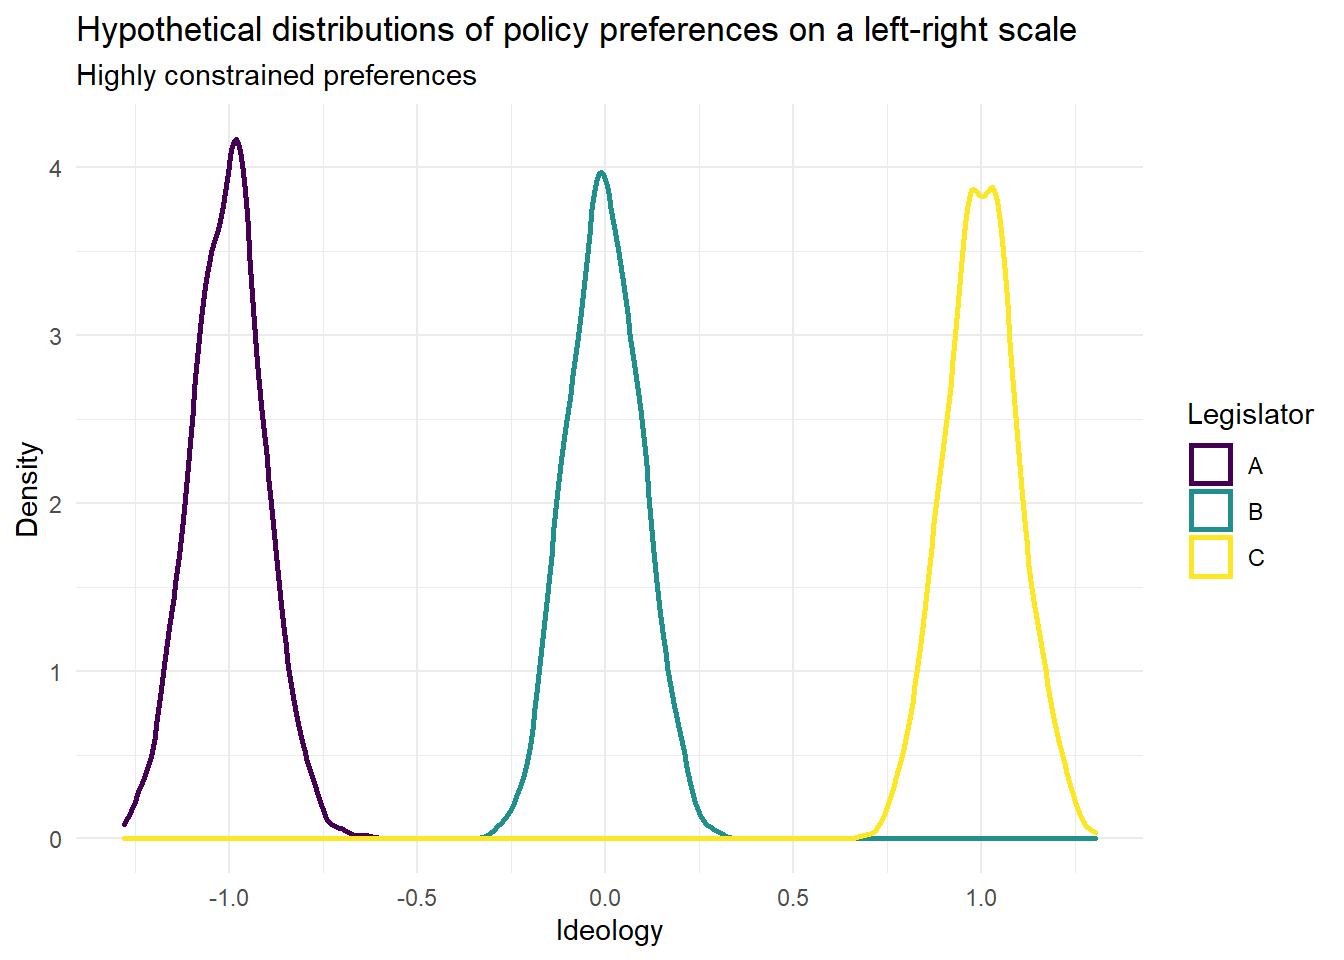 Hypothetical distributions of policy preferences on a left-right scale
Highly constrained preferences
4
3
2
1
0
Density
-1.0 -0.5 0.0 0.5 1.0
Ideology
Legislator
A
B
C